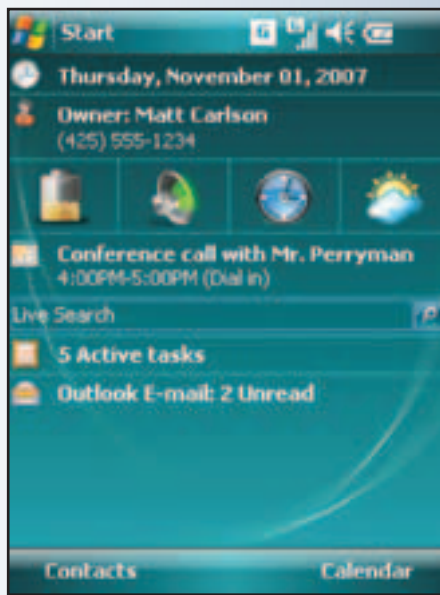 Start
Thursday, November 01, 2007
Owner: Matt Carlson
(425) 555-1234
Conference call with Mr. Perryman
4:00PM-5:00PM (Dial in)
Live Search
5 Active tasks
Outlook E-mail: 2 Unread
Contacts Calendar